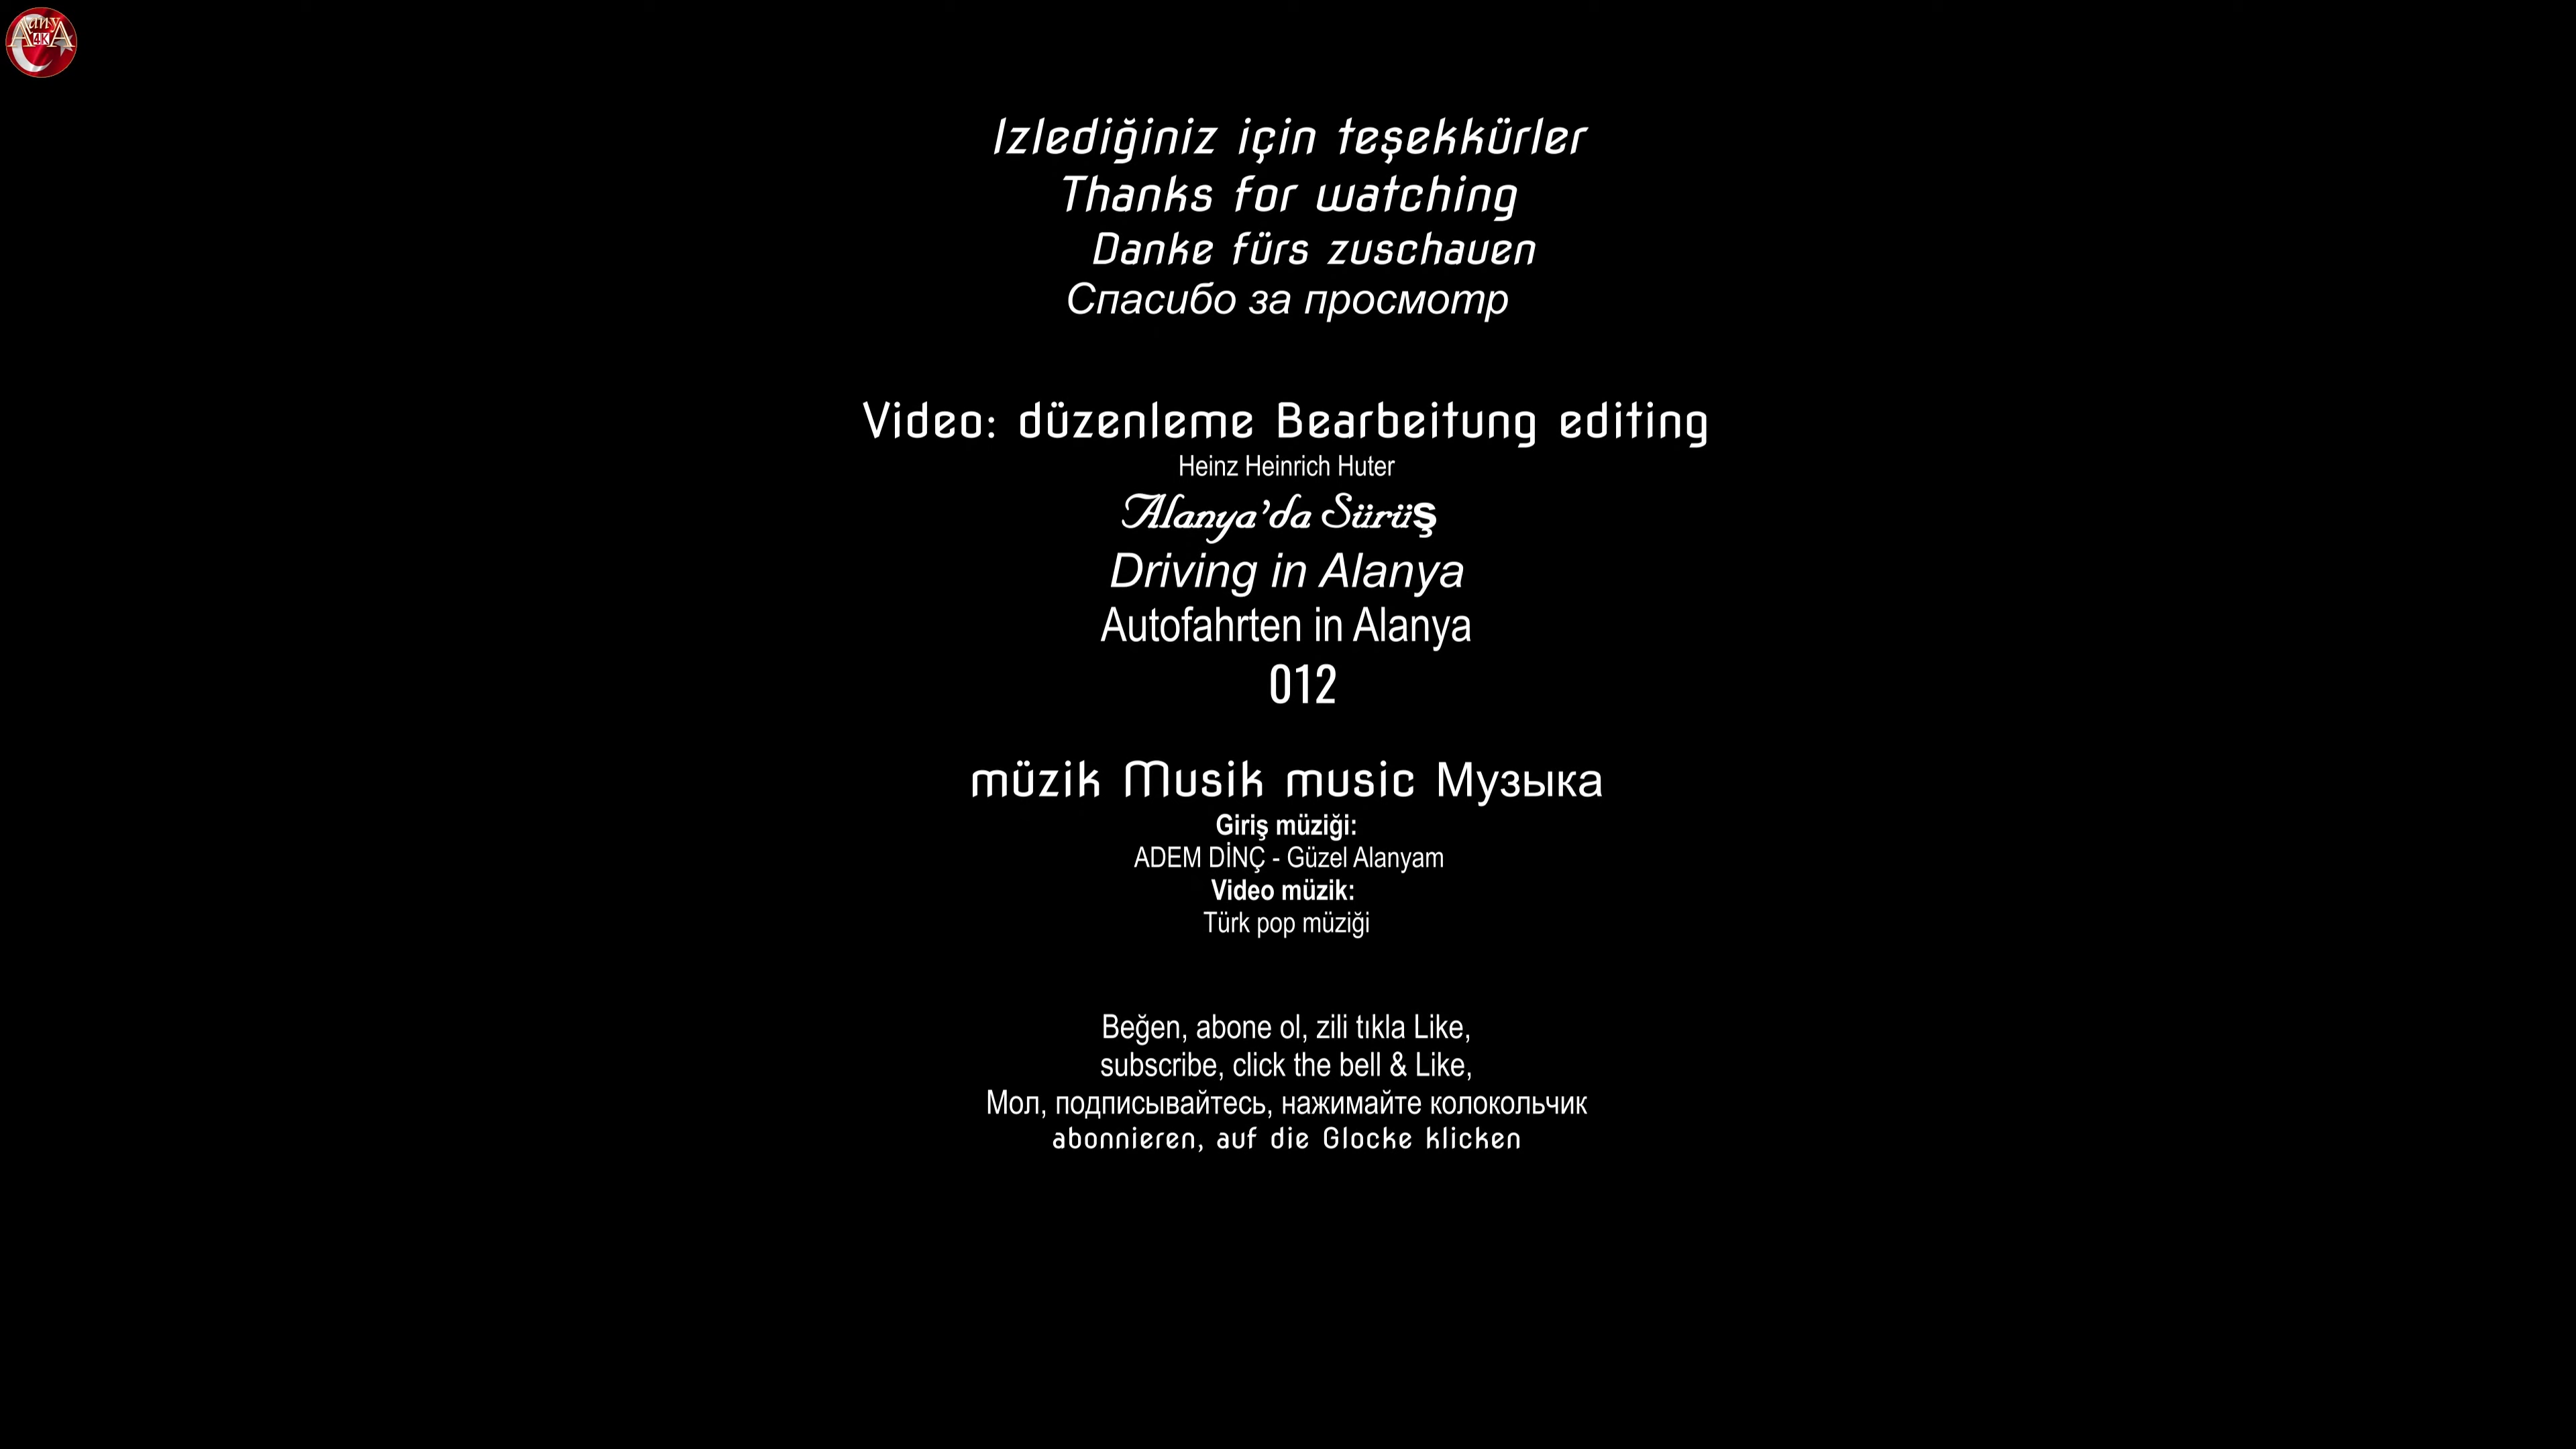 Alanya
4K
Izlediğiniz için teşekkürler
Thanks for watching
Danke fürs zuschauen
Спасибо за просмотр
Video: düzenleme Bearbeitung editing
Heinz Heinrich Huter
Alanya'da Sürüş
Driving in Alanya
Autofahrten in Alanya
012
müzik Musik music Музыка
Giriş müziği:
ADEM DİNÇ - Güzel Alanyam
Video müzik:
Türk pop müziği
Beğen, abone ol, zili tıkla Like,
subscribe, click the bell & Like,
Мол, подписывайтесь, нажимайте колокольчик
abonnieren, auf die Glocke klicken